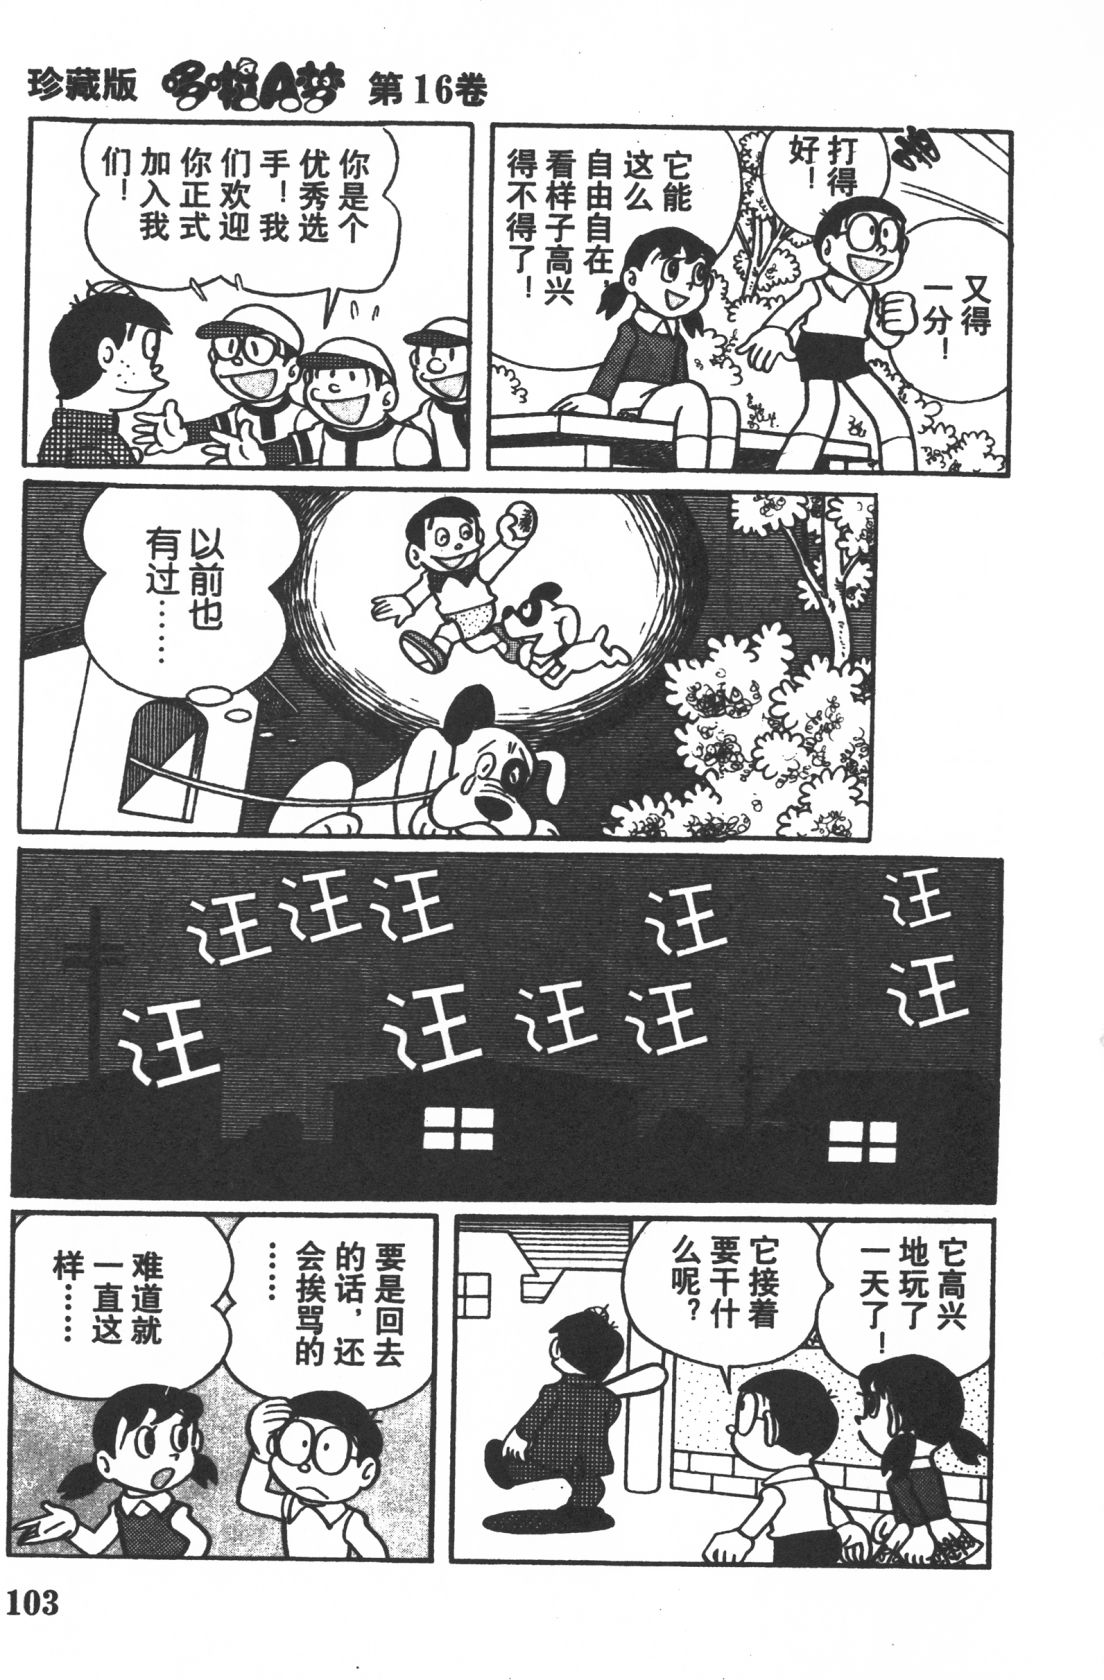 珍藏版 哆啦A梦 第16卷
啪
打得
好！
又得
一分！
它能
这么
自由自在，
看样子高兴
得不得了！
你是个
优秀选
手！我
们欢迎
你正式
加入我
们！
以前也
有过……
汪 汪 汪 汪 汪
汪 汪 汪 汪 汪
它高兴
地玩了
一天了！
它接着
要干什
么呢？
要是回去
的话，还
会挨骂的
……
难道就
一直这
样……
103